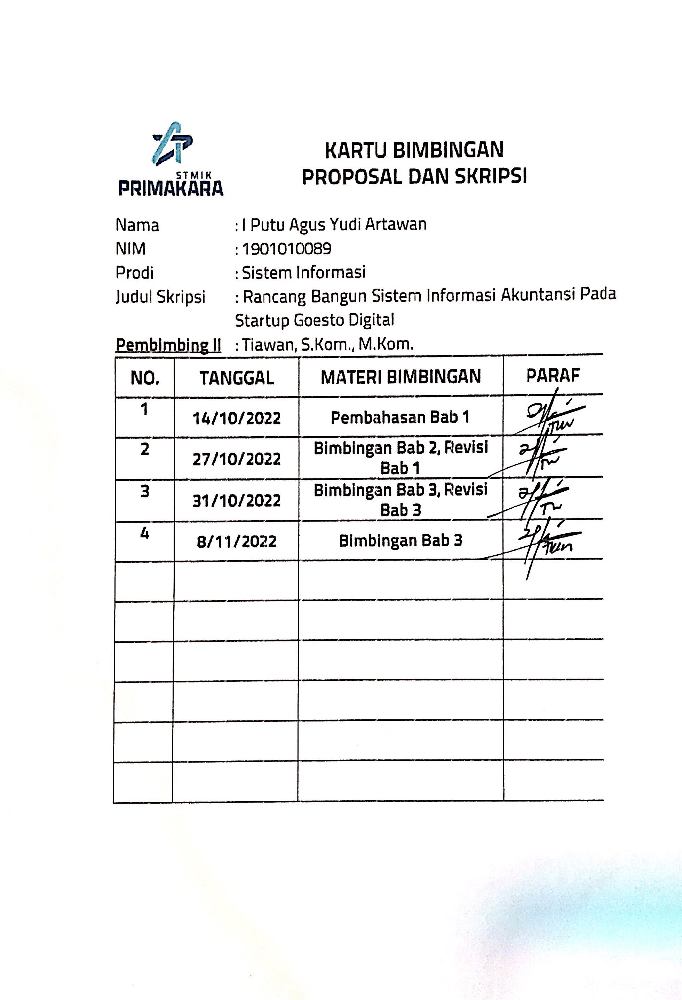 STMIK
PRIMAKARA
KARTU BIMBINGAN
PROPOSAL DAN SKRIPSI
Nama : I Putu Agus Yudi Artawan
NIM : 1901010089
Prodi : Sistem Informasi
Judul Skripsi : Rancang Bangun Sistem Informasi Akuntansi Pada
Startup Goesto Digital
Pembimbing II : Tiawan, S.Kom., M.Kom.
NO. TANGGAL MATERI BIMBINGAN PARAF
1 14/10/2022 Pembahasan Bab 1
2 27/10/2022 Bimbingan Bab 2, Revisi
Bab 1
3 31/10/2022 Bimbingan Bab 3, Revisi
Bab 3
4 8/11/2022 Bimbingan Bab 3